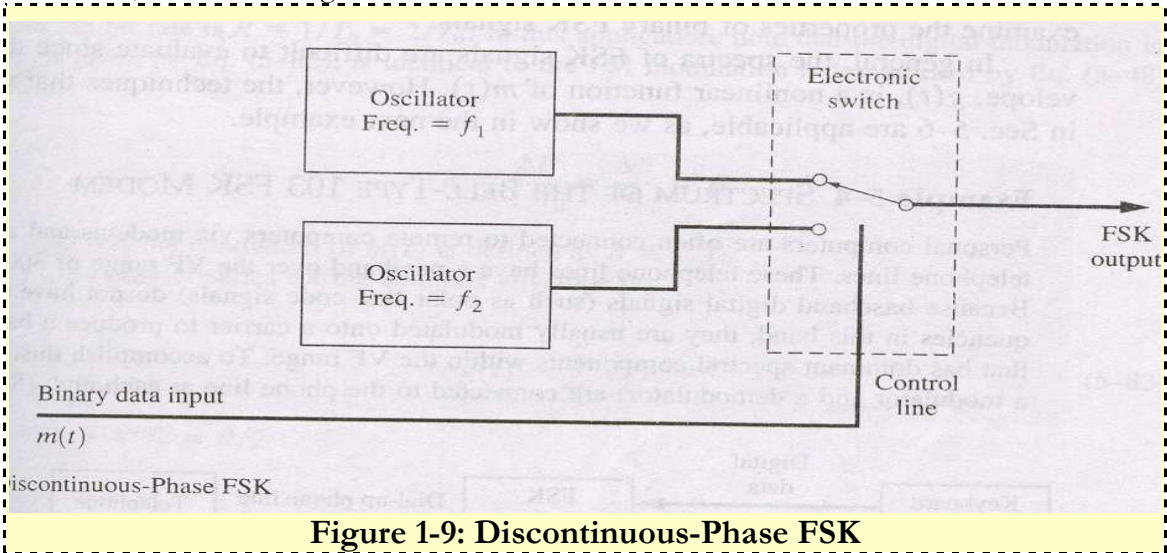 Electronic
switch
Oscillator
Freq. = f₁
FSK
output
Oscillator
Freq. = f₂
Control
line
Binary data input
m(t)
iscontinuous-Phase FSK
Figure 1-9: Discontinuous-Phase FSK